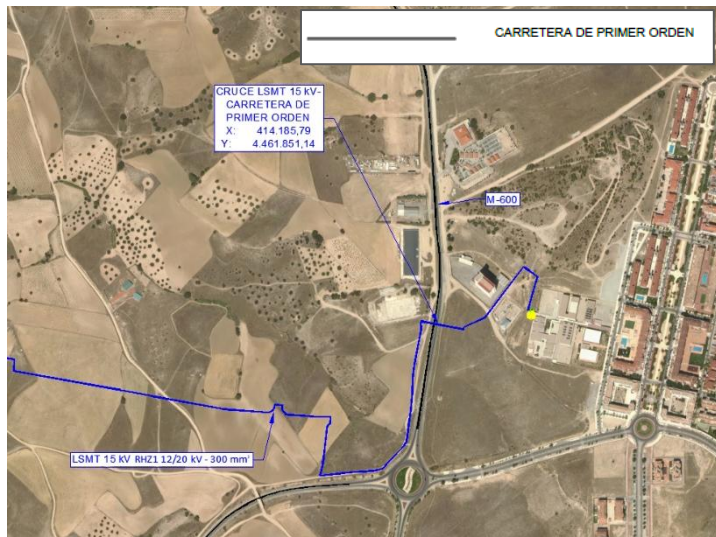 CARRETERA DE PRIMER ORDEN
CRUCE LSMT 15 kV-
CARRETERA DE
PRIMER ORDEN
X: 414.185,79
Y: 4.461.851,14
M-600
LSMT 15 KV RHZ1 12/20 kV - 300 mm²